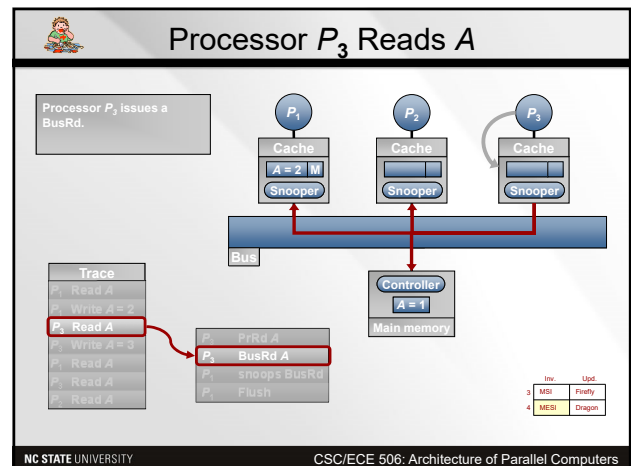 Processor P3 Reads A
Processor P3 issues a
BusRd.
P1
P2
P3
Cache
Cache
Cache
A = 2 M
Snooper
Snooper
Snooper
Bus
Controller
A = 1
Main memory
Trace
P1 Read A
P1 Write A = 2
P3 Read A
P3 Write A = 3
P1 Read A
P1 Read A
P2 Read A
P3 PrRd A
P3 BusRd A
P1 snoops BusRd
P1 Flush
Inv. Upd.
3 MSI Firefly
4 MESI Dragon
NC STATE UNIVERSITY
CSC/ECE 506: Architecture of Parallel Computers